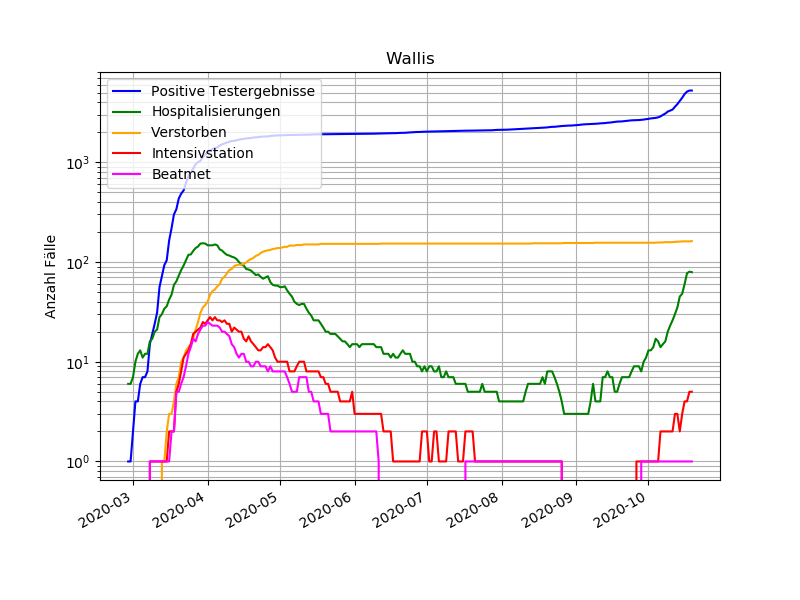 Wallis
Anzahl Fälle
Positive Testergebnisse
Hospitalisierungen
Verstorben
Intensivstation
Beatmet
10³
10²
10¹
10⁰
2020-03
2020-04
2020-05
2020-06
2020-07
2020-08
2020-09
2020-10